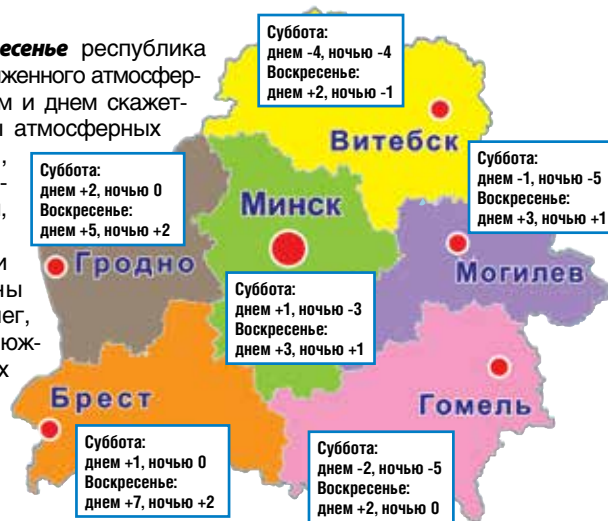 есенье республика
женного атмосфер-
м и днем скажет-
атмосферных
и
ны
ег,
юж-
х
Суббота:
днем -4, ночью -4
Воскресенье:
днем +2, ночью -1
Витебск
Суббота:
днем +2, ночью 0
Воскресенье:
днем +5, ночью +2
Гродно
Минск
Суббота:
днем +1, ночью -3
Воскресенье:
днем +3, ночью +1
Суббота:
днем -1, ночью -5
Воскресенье:
днем +3, ночью +1
Могилев
Брест
Суббота:
днем +1, ночью 0
Воскресенье:
днем +7, ночью +2
Гомель
Суббота:
днем -2, ночью -5
Воскресенье:
днем +2, ночью 0